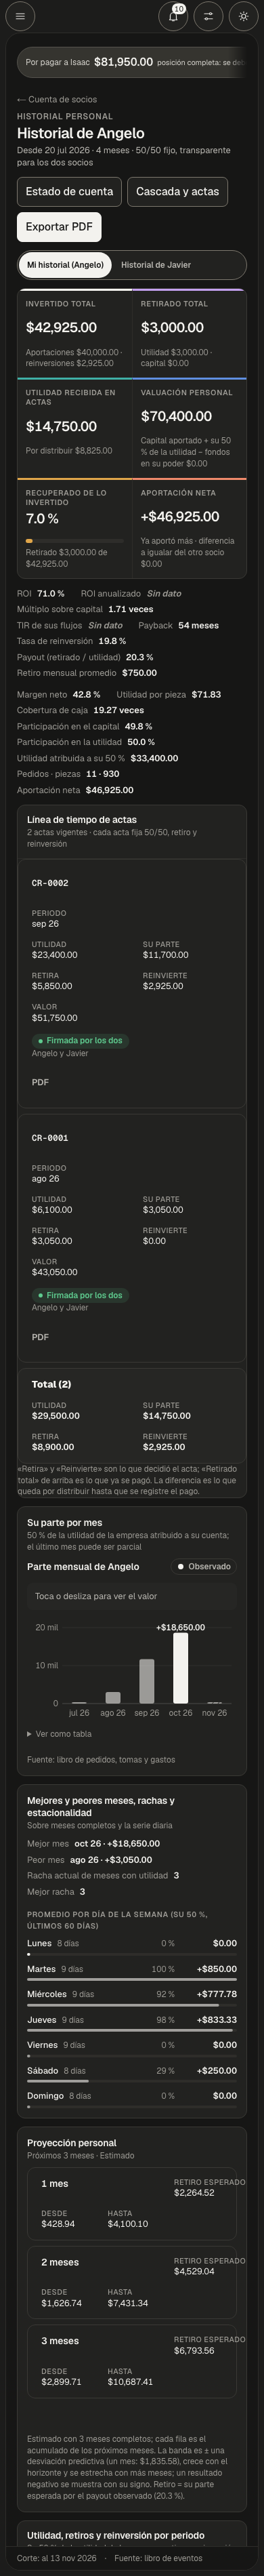 10
Por pagar a Isaac $81,950.00 posición completa: se
← Cuenta de socios
HISTORIAL PERSONAL
Historial de Angelo
Desde 20 jul 2026 · 4 meses · 50/50 fijo, transparente
para los dos socios
Estado de cuenta
Cascada y actas
Exportar PDF
Mi historial (Angelo)
Historial de Javier
INVERTIDO TOTAL
$42,925.00
Aportaciones $40,000.00 ·
reinversiones $2,925.00
RETIRADO TOTAL
$3,000.00
Utilidad $3,000.00 ·
capital $0.00
UTILIDAD RECIBIDA EN
ACTAS
$14,750.00
Por distribuir $8,825.00
VALUACIÓN PERSONAL
$70,400.00
Capital aportado + su 50
% de la utilidad − fondos
en su poder $0.00
RECUPERADO DE LO
INVERTIDO
7.0 %
Retirado $3,000.00 de
$42,925.00
APORTACIÓN NETA
+$46,925.00
Ya aportó más · diferencia
a igualar del otro socio
$0.00
ROI 71.0 % ROI anualizado Sin dato
Múltiplo sobre capital 1.71 veces
TIR de sus flujos Sin dato Payback 54 meses
Tasa de reinversión 19.8 %
Payout (retirado / utilidad) 20.3 %
Retiro mensual promedio $750.00
Margen neto 42.8 % Utilidad por pieza $71.83
Cobertura de caja 19.27 veces
Participación en el capital 49.8 %
Participación en la utilidad 50.0 %
Utilidad atribuida a su 50 % $33,400.00
Pedidos · piezas 11 · 930
Aportación neta $46,925.00
Línea de tiempo de actas
2 actas vigentes · cada acta fija 50/50, retiro y
reinversión
CR-0002
PERIODO
sep 26
UTILIDAD SU PARTE
$23,400.00 $11,700.00
RETIRA REINVIERTE
$5,850.00 $2,925.00
VALOR
$51,750.00
Firmada por los dos
Angelo y Javier
PDF
CR-0001
PERIODO
ago 26
UTILIDAD SU PARTE
$6,100.00 $3,050.00
RETIRA REINVIERTE
$3,050.00 $0.00
VALOR
$43,050.00
Firmada por los dos
Angelo y Javier
PDF
Total (2)
UTILIDAD SU PARTE
$29,500.00 $14,750.00
RETIRA REINVIERTE
$8,900.00 $2,925.00
«Retira» y «Reinvierte» son lo que decidió el acta; «Retirado
total» de arriba es lo que ya se pagó. La diferencia es lo que
queda por distribuir hasta que se registre el pago.
Su parte por mes
50 % de la utilidad de la empresa atribuido a su cuenta;
el último mes puede ser parcial
Parte mensual de Angelo
Observado
Toca o desliza para ver el valor
+$18,650.00
20 mil
10 mil
0
jul 26 ago 26 sep 26 oct 26 nov 26
▶ Ver como tabla
Fuente: libro de pedidos, tomas y gastos
Mejores y peores meses, rachas y
estacionalidad
Sobre meses completos y la serie diaria
Mejor mes oct 26 · +$18,650.00
Peor mes ago 26 · +$3,050.00
Racha actual de meses con utilidad 3
Mejor racha 3
PROMEDIO POR DÍA DE LA SEMANA (SU 50 %,
ÚLTIMOS 60 DÍAS)
Lunes 8 días 0 % $0.00
Martes 9 días 100 % +$850.00
Miércoles 9 días 92 % +$777.78
Jueves 9 días 98 % +$833.33
Viernes 9 días 0 % $0.00
Sábado 8 días 29 % +$250.00
Domingo 8 días 0 % $0.00
Proyección personal
Próximos 3 meses · Estimado
1 mes
RETIRO ESPERADO
$2,264.52
DESDE HASTA
$428.94 $4,100.10
2 meses
RETIRO ESPERADO
$4,529.04
DESDE HASTA
$1,626.74 $7,431.34
3 meses
RETIRO ESPERADO
$6,793.56
DESDE HASTA
$2,899.71 $10,687.41
Estimado con 3 meses completos; cada fila es el
acumulado de los próximos meses. La banda es ± una
desviación predictiva (un mes: $1,835.58), crece con el
horizonte y se estrecha con más meses; un resultado
negativo se muestra con su signo. Retiro = su parte
esperada por el payout observado (20.3 %).
Utilidad, retiros y reinversión por periodo
Corte: al 13 nov 2026 · Fuente: libro de eventos